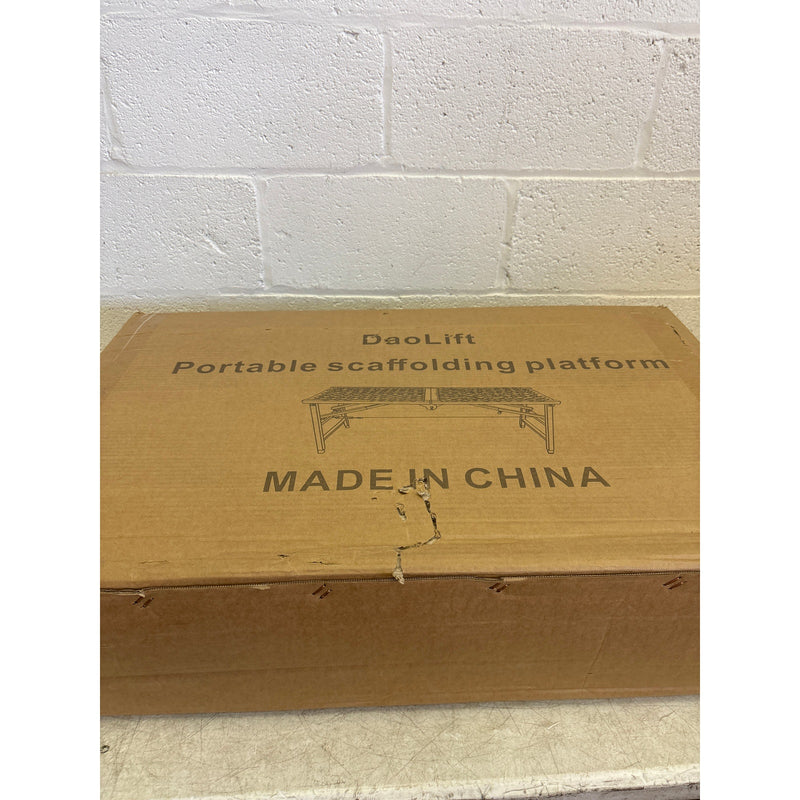 DaoLift
Portable scaffolding platform
MADE IN CHINA